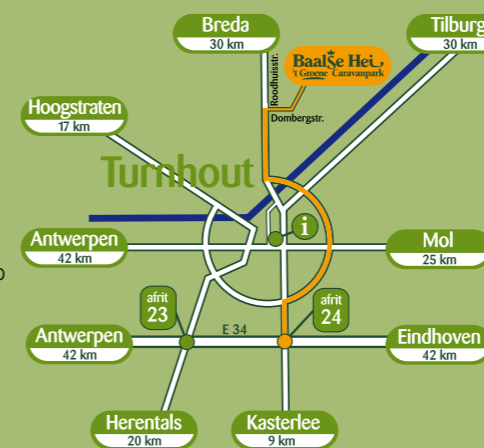 Breda
30 km
Tilburg
30 km
Roodhuisstr.
Baalse Hei
't Groene Caravanpark
Hoogstraten
17 km
Dombergstr.
Turnhout
i
Antwerpen
42 km
Mol
25 km
afrit
23
afrit
24
E 34
Antwerpen
42 km
Eindhoven
42 km
Herentals
20 km
Kasterlee
9 km